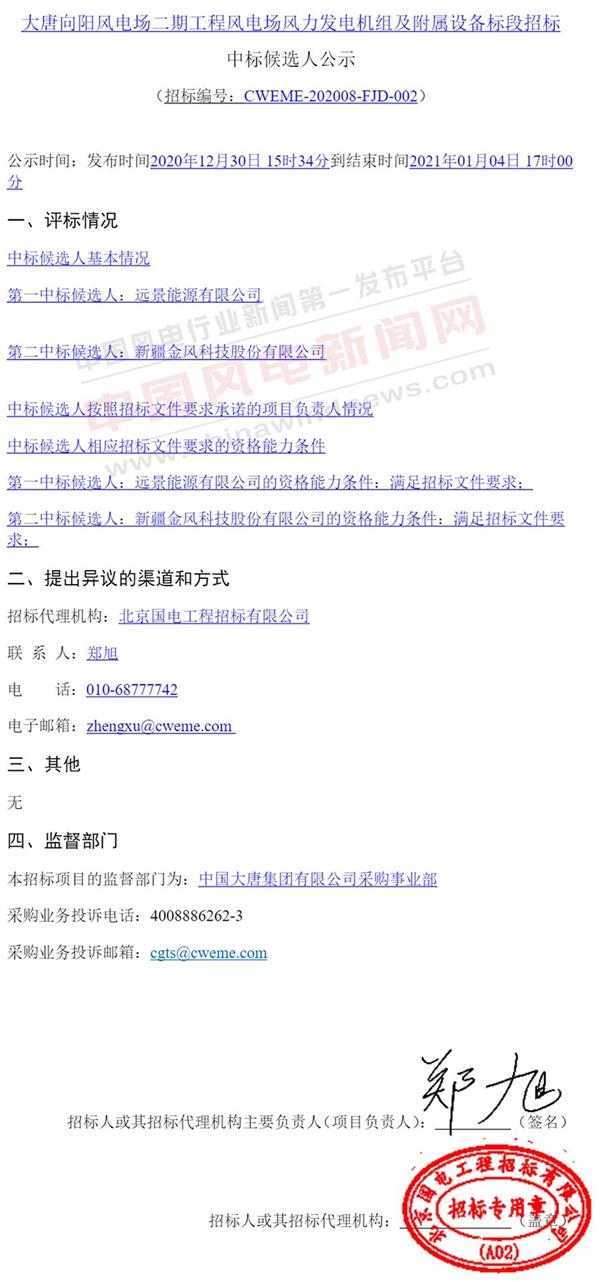 大唐向阳风电场二期工程风电场风力发电机组及附属设备标段招标
中标候选人公示
（招标编号：CWEME-202008-FJD-002）
公示时间：发布时间2020年12月30日 15时34分到结束时间2021年01月04日 17时00
分
一、评标情况
中标候选人基本情况
第一中标候选人：远景能源有限公司
第二中标候选人：新疆金风科技股份有限公司
中标候选人按照招标文件要求承诺的项目负责人情况
中标候选人相应招标文件要求的资格能力条件
第一中标候选人：远景能源有限公司的资格能力条件：满足招标文件要求；
第二中标候选人：新疆金风科技股份有限公司的资格能力条件：满足招标文件要
求；
中国风电行业新闻第一发布平台
中国风电新闻网
www.chinawindnews.com
二、提出异议的渠道和方式
招标代理机构：北京国电工程招标有限公司
联 系 人：郑旭
电　　话：010-68777742
电子邮箱：zhengxu@cweme.com
三、其他
无
四、监督部门
本招标项目的监督部门为：中国大唐集团有限公司采购事业部
采购业务投诉电话：4008886262-3
采购业务投诉邮箱：cgts@cweme.com
郑旭
招标人或其招标代理机构主要负责人（项目负责人）：（签名）
招标人或其招标代理机构：（盖章）
北京国电工程招标有限公司
招标专用章
(A02)